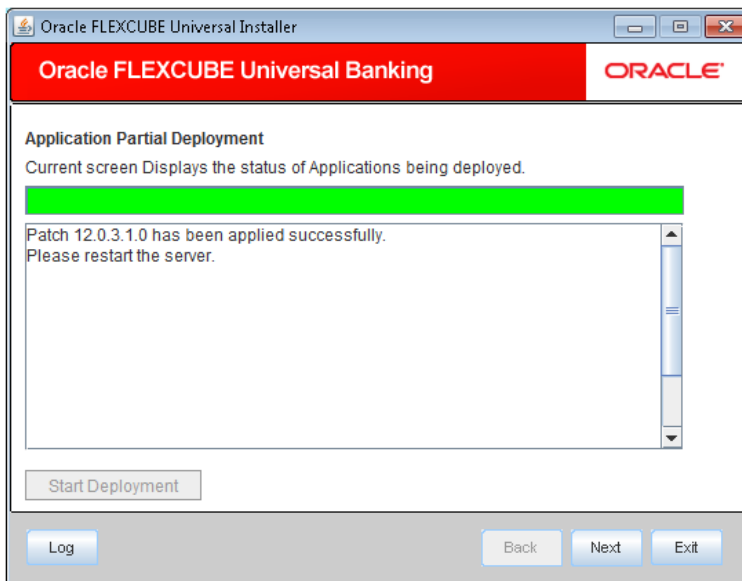 Oracle FLEXCUBE Universal Installer
Oracle FLEXCUBE Universal Banking
ORACLE
Application Partial Deployment
Current screen Displays the status of Applications being deployed.
Patch 12.0.3.1.0 has been applied successfully.
Please restart the server.
Start Deployment
Log
Back
Next
Exit